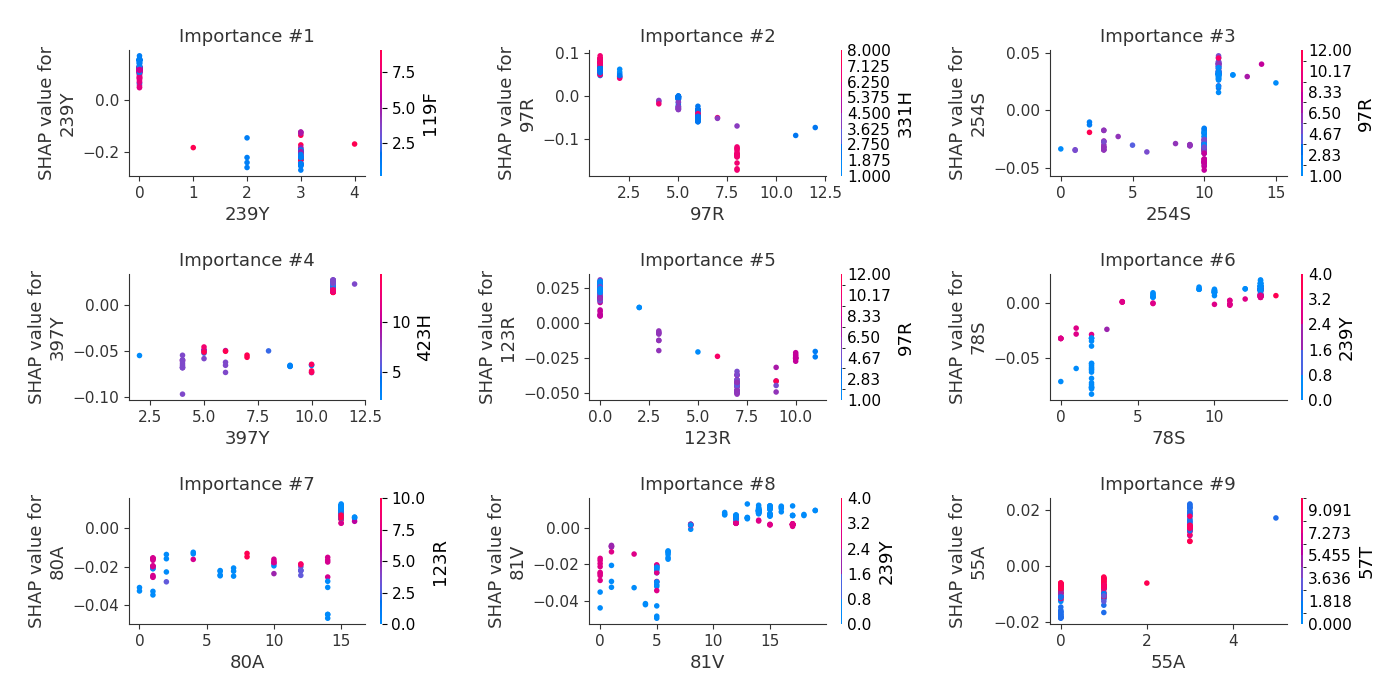 Importance #1
SHAP value for
239Y
0.0
−0.2
0
1
2
3
4
239Y
7.5
5.0
2.5
119F
Importance #2
SHAP value for
97R
0.1
0.0
−0.1
2.5
5.0
7.5
10.0
12.5
97R
8.000
7.125
6.250
5.375
4.500
3.625
2.750
1.875
1.000
331H
Importance #3
SHAP value for
254S
0.05
0.00
−0.05
0
5
10
15
254S
12.00
10.17
8.33
6.50
4.67
2.83
1.00
97R
Importance #4
SHAP value for
397Y
0.00
−0.05
−0.10
2.5
5.0
7.5
10.0
12.5
397Y
10
5
423H
Importance #5
SHAP value for
123R
0.025
0.000
−0.025
−0.050
0.0
2.5
5.0
7.5
10.0
123R
12.00
10.17
8.33
6.50
4.67
2.83
1.00
97R
Importance #6
SHAP value for
78S
0.00
−0.05
0
10
78S
4.0
3.2
2.4
1.6
0.8
0.0
239Y
Importance #7
SHAP value for
80A
0.00
−0.02
−0.04
0
5
10
15
80A
10.0
7.5
5.0
2.5
0.0
123R
Importance #8
SHAP value for
81V
0.00
−0.02
−0.04
0
5
10
15
81V
4.0
3.2
2.4
1.6
0.8
0.0
239Y
Importance #9
SHAP value for
55A
0.02
0.00
−0.02
0
2
4
55A
9.091
7.273
5.455
3.636
1.818
0.000
57T